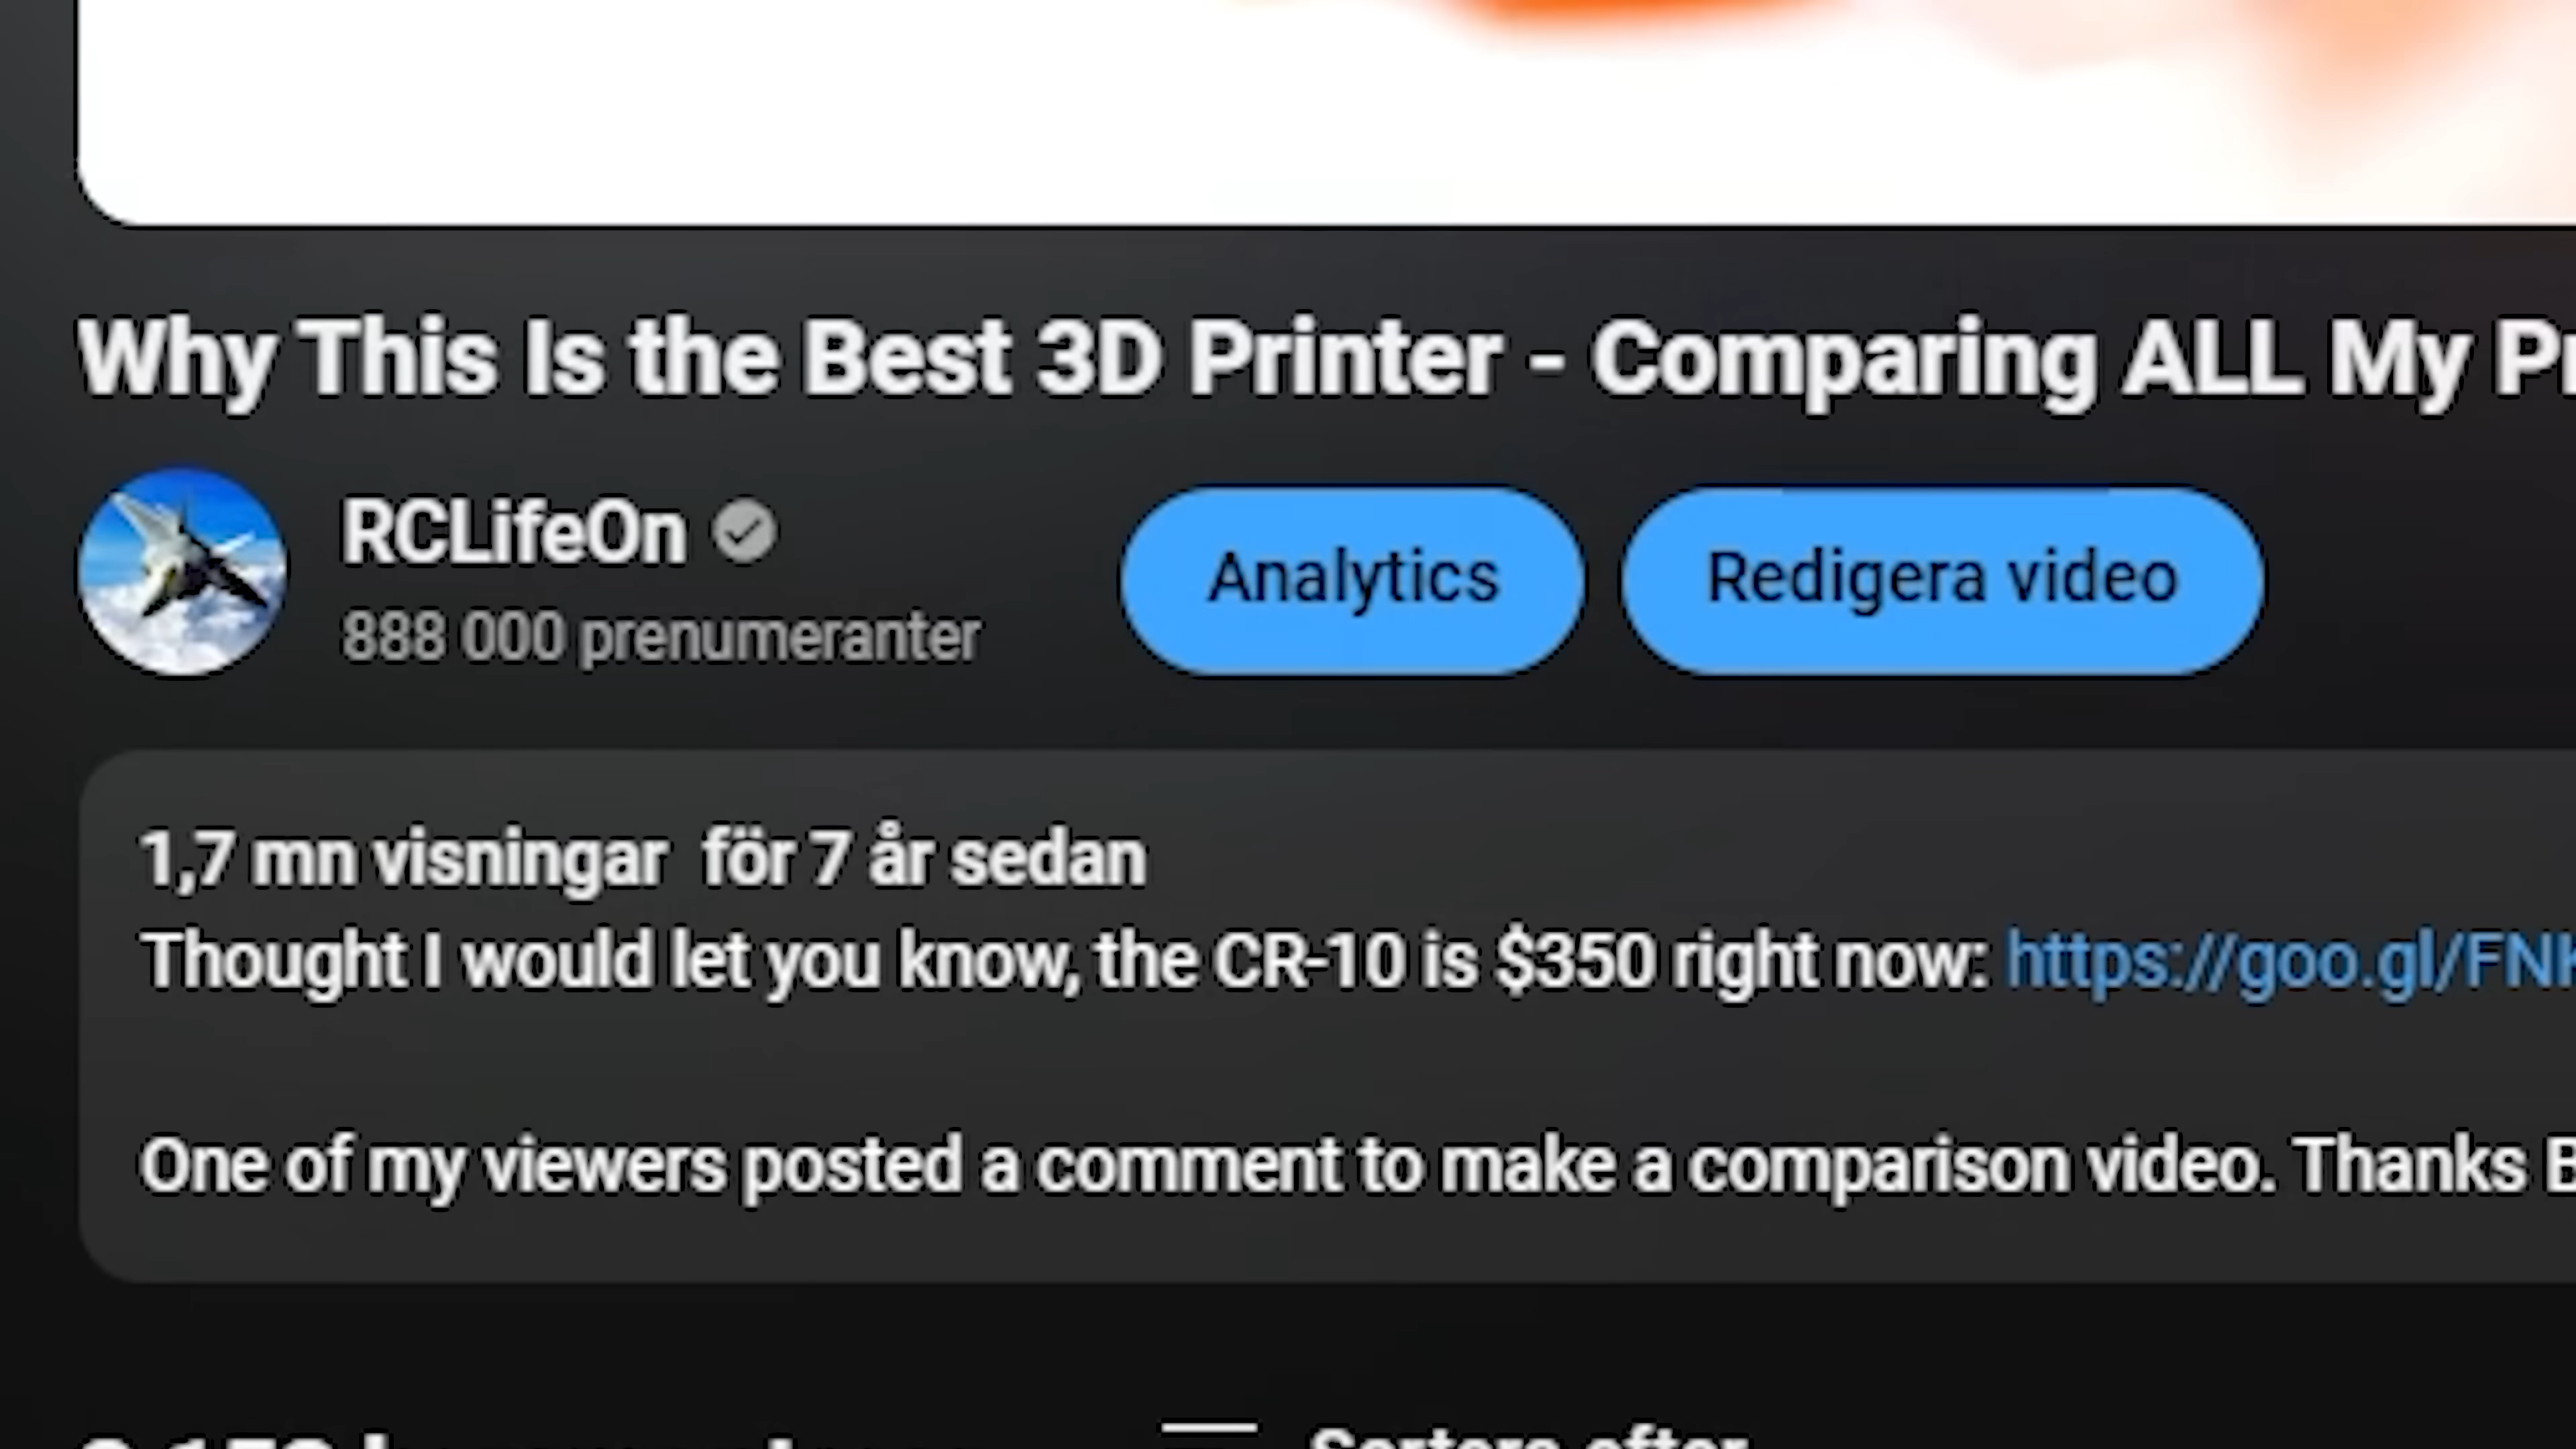 Why This Is the Best 3D Printer - Comparing ALL My
RCLifeOn
888 000 prenumeranter
Analytics
Redigera video
1,7 mn visningar för 7 år sedan
Thought I would let you know, the CR-10 is $350 right now: https://goo.gl/FN
One of my viewers posted a comment to make a comparison video. Thanks
Sortera efter